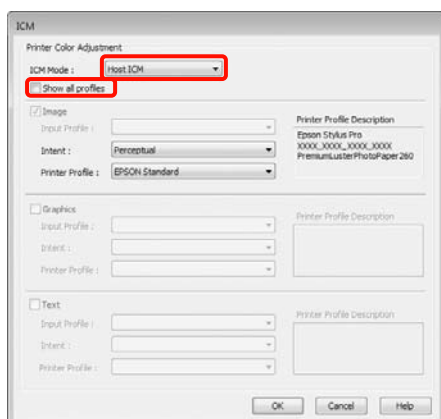 ICM
Printer Color Adjustment
ICM Mode :
Host ICM
Show all profiles
Image
Input Profile :
Intent :
Perceptual
Printer Profile :
EPSON Standard
Printer Profile Description
Epson Stylus Pro
XXXX_XXXX_XXXX_XXXX
PremiumLusterPhotoPaper260
Graphics
Input Profile :
Intent :
Printer Profile :
Printer Profile Description
Text
Input Profile :
Intent :
Printer Profile :
Printer Profile Description
OK
Cancel
Help